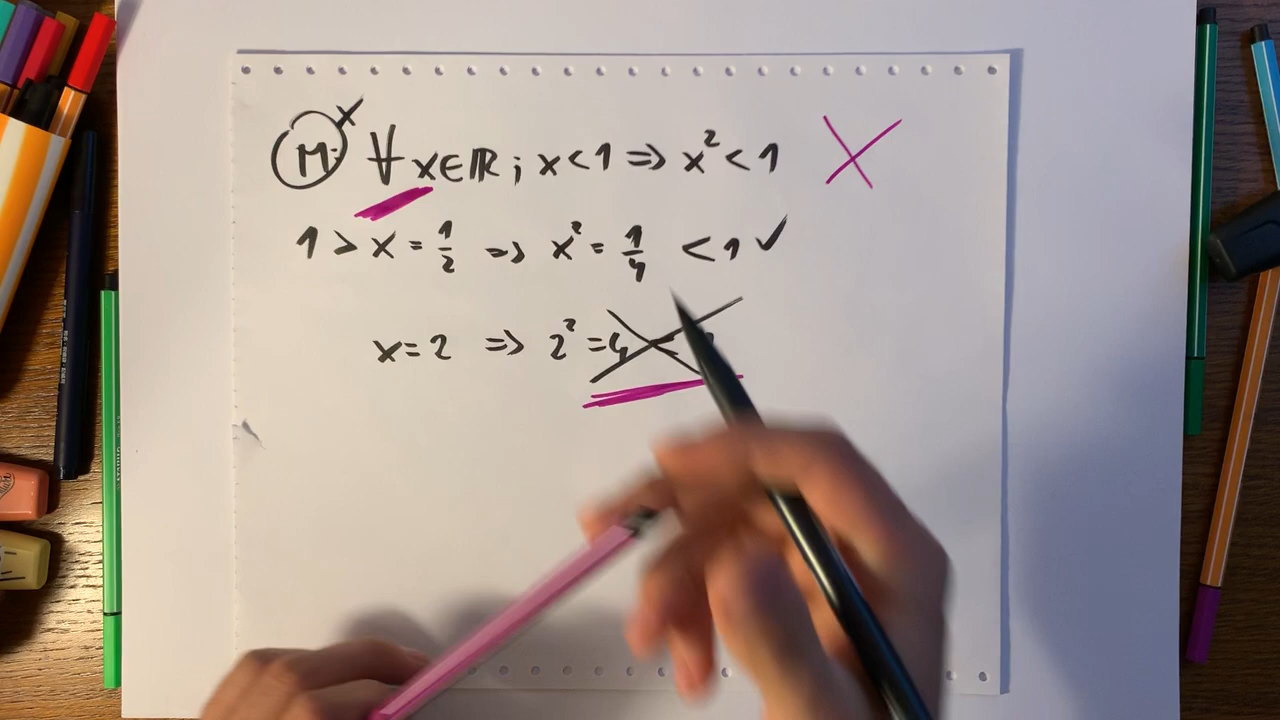 M. ∀ x∈ℝ; x<1 ⇒ x²<1
1 > x = 1/2 ⇒ x² = 1/4 < 1 ✓
x=2 ⇒ 2² = 4